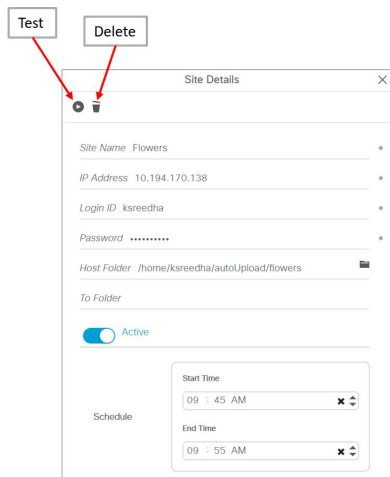 Test
Delete
Site Details
Site Name Flowers
IP Address 10.194.170.138
Login ID ksreedha
Password ••••••••••
Host Folder /home/ksreedha/autoUpload/flowers
To Folder
Active
Schedule
Start Time
09 : 45 AM
End Time
09 : 55 AM